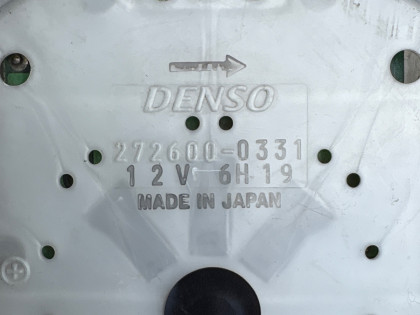 DENSO
272600-0331
12V 6H19
MADE IN JAPAN